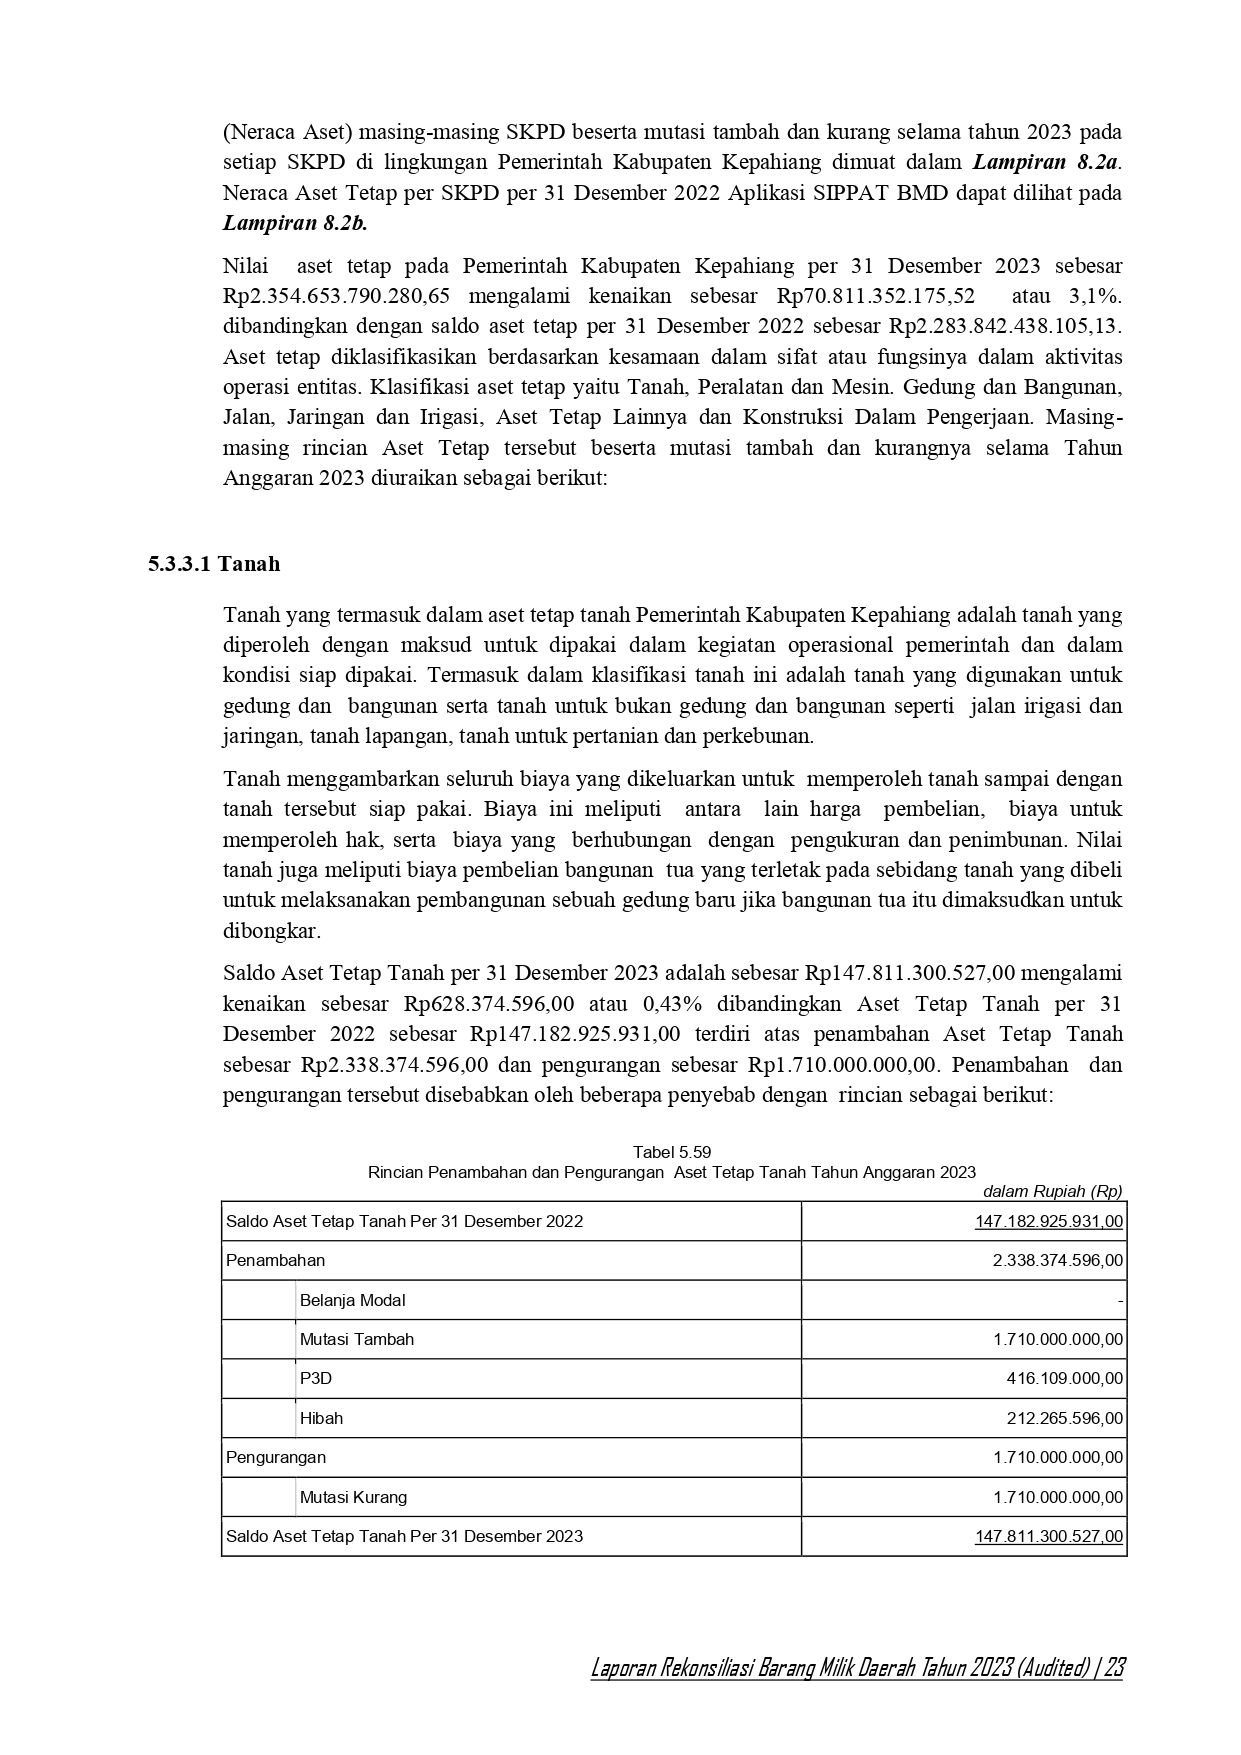 (Neraca Aset) masing-masing SKPD beserta mutasi tambah dan kurang selama tahun 2023 pada
setiap SKPD di lingkungan Pemerintah Kabupaten Kepahiang dimuat dalam Lampiran 8.2a.
Neraca Aset Tetap per SKPD per 31 Desember 2022 Aplikasi SIPPAT BMD dapat dilihat pada
Lampiran 8.2b.
Nilai aset tetap pada Pemerintah Kabupaten Kepahiang per 31 Desember 2023 sebesar
Rp2.354.653.790.280,65 mengalami kenaikan sebesar Rp70.811.352.175,52 atau 3,1%.
dibandingkan dengan saldo aset tetap per 31 Desember 2022 sebesar Rp2.283.842.438.105,13.
Aset tetap diklasifikasikan berdasarkan kesamaan dalam sifat atau fungsinya dalam aktivitas
operasi entitas. Klasifikasi aset tetap yaitu Tanah, Peralatan dan Mesin. Gedung dan Bangunan,
Jalan, Jaringan dan Irigasi, Aset Tetap Lainnya dan Konstruksi Dalam Pengerjaan. Masing-
masing rincian Aset Tetap tersebut beserta mutasi tambah dan kurangnya selama Tahun
Anggaran 2023 diuraikan sebagai berikut:
5.3.3.1 Tanah
Tanah yang termasuk dalam aset tetap tanah Pemerintah Kabupaten Kepahiang adalah tanah yang
diperoleh dengan maksud untuk dipakai dalam kegiatan operasional pemerintah dan dalam
kondisi siap dipakai. Termasuk dalam klasifikasi tanah ini adalah tanah yang digunakan untuk
gedung dan bangunan serta tanah untuk bukan gedung dan bangunan seperti jalan irigasi dan
jaringan, tanah lapangan, tanah untuk pertanian dan perkebunan.
Tanah menggambarkan seluruh biaya yang dikeluarkan untuk memperoleh tanah sampai dengan
tanah tersebut siap pakai. Biaya ini meliputi antara lain harga pembelian, biaya untuk
memperoleh hak, serta biaya yang berhubungan dengan pengukuran dan penimbunan. Nilai
tanah juga meliputi biaya pembelian bangunan tua yang terletak pada sebidang tanah yang dibeli
untuk melaksanakan pembangunan sebuah gedung baru jika bangunan tua itu dimaksudkan untuk
dibongkar.
Saldo Aset Tetap Tanah per 31 Desember 2023 adalah sebesar Rp147.811.300.527,00 mengalami
kenaikan sebesar Rp628.374.596,00 atau 0,43% dibandingkan Aset Tetap Tanah per 31
Desember 2022 sebesar Rp147.182.925.931,00 terdiri atas penambahan Aset Tetap Tanah
sebesar Rp2.338.374.596,00 dan pengurangan sebesar Rp1.710.000.000,00. Penambahan dan
pengurangan tersebut disebabkan oleh beberapa penyebab dengan rincian sebagai berikut:
Tabel 5.59
Rincian Penambahan dan Pengurangan Aset Tetap Tanah Tahun Anggaran 2023
dalam Rupiah (Rp)
Saldo Aset Tetap Tanah Per 31 Desember 2022 147.182.925.931,00
Penambahan 2.338.374.596,00
Belanja Modal -
Mutasi Tambah 1.710.000.000,00
P3D 416.109.000,00
Hibah 212.265.596,00
Pengurangan 1.710.000.000,00
Mutasi Kurang 1.710.000.000,00
Saldo Aset Tetap Tanah Per 31 Desember 2023 147.811.300.527,00
Laporan Rekonsiliasi Barang Milik Daerah Tahun 2023 (Audited) | 23